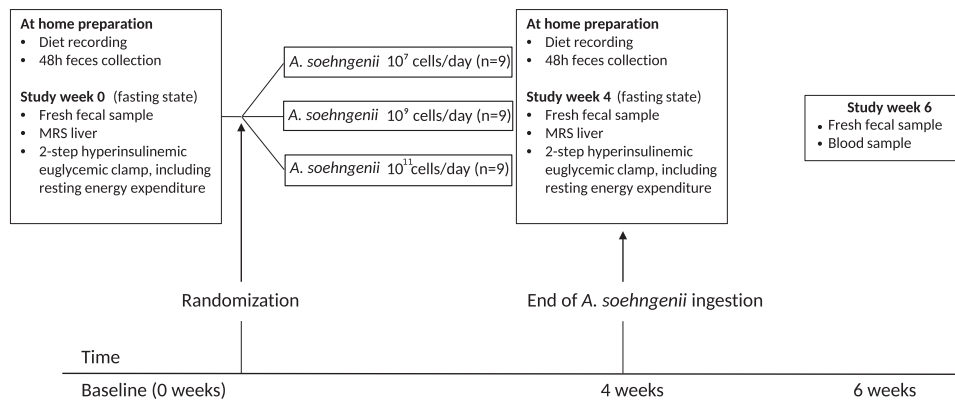 At home preparation
• Diet recording
• 48h feces collection
Study week 0 (fasting state)
• Fresh fecal sample
• MRS liver
• 2-step hyperinsulinemic
euglycemic clamp, including
resting energy expenditure
A. soehngenii 10⁷ cells/day (n=9)
A. soehngenii 10⁹ cells/day (n=9)
A. soehngenii 10¹¹cells/day (n=9)
At home preparation
• Diet recording
• 48h feces collection
Study week 4 (fasting state)
• Fresh fecal sample
• MRS liver
• 2-step hyperinsulinemic
euglycemic clamp, including
resting energy expenditure
Study week 6
• Fresh fecal sample
• Blood sample
Randomization
End of A. soehngenii ingestion
Time
Baseline (0 weeks)
4 weeks
6 weeks